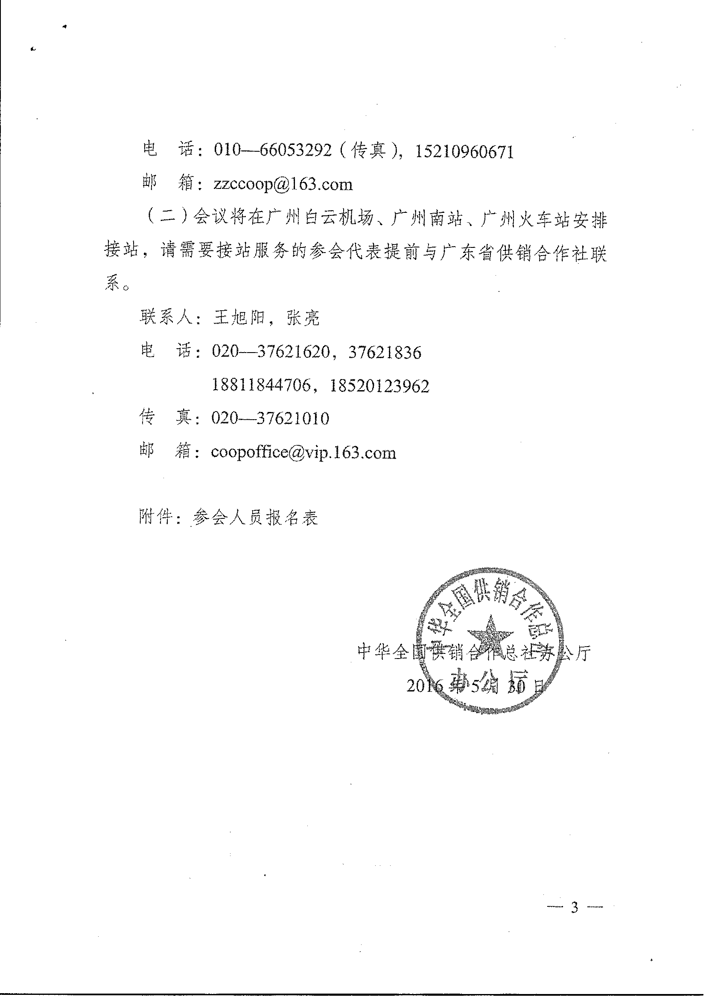 电　话：010—66053292（传真），15210960671
邮　箱：zzccoop@163.com
（二）会议将在广州白云机场、广州南站、广州火车站安排
接站，请需要接站服务的参会代表提前与广东省供销合作社联
系。
联系人：王旭阳，张亮
电　话：020—37621620，37621836
18811844706，18520123962
传　真：020—37621010
邮　箱：coopoffice@vip.163.com
附件：参会人员报名表
中华全国供销合作总社
办公厅
中华全国供销合作总社办公厅
2016年5月30日
— 3 —